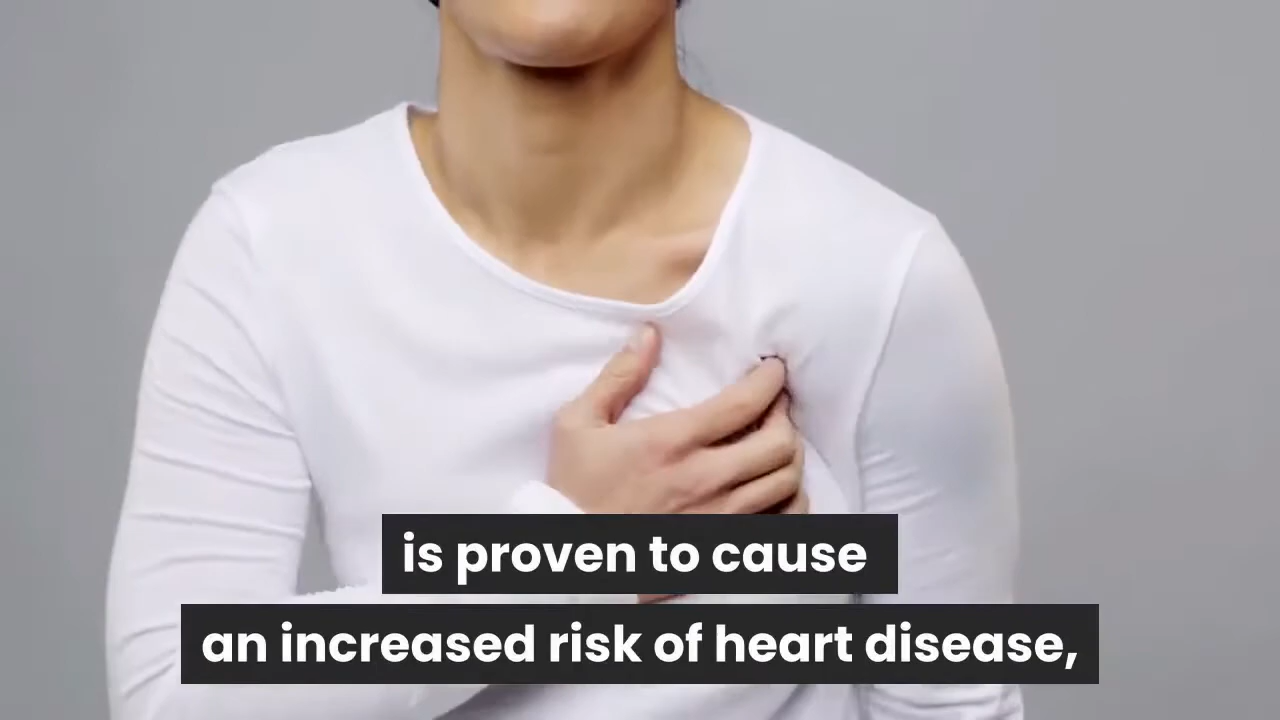 is proven to cause
an increased risk of heart disease,